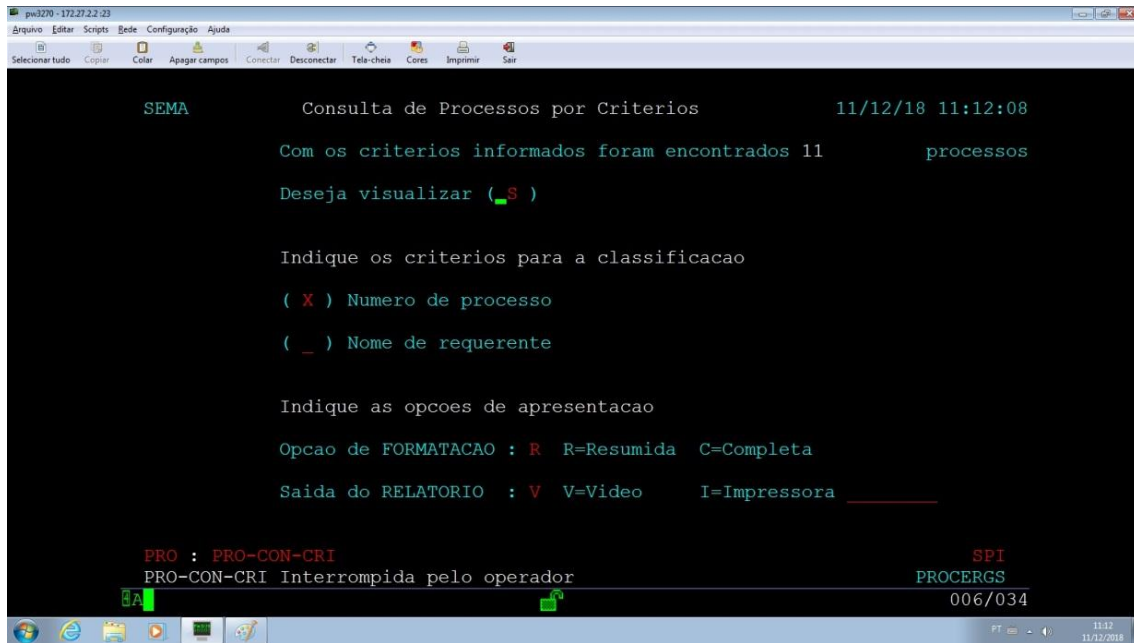 pw3270 - 172.27.2.2:23
Arquivo Editar Scripts Rede Configuração Ajuda
Selecionar tudo Copiar Colar Apagar campos Conectar Desconectar Tela-cheia Cores Imprimir Sair
SEMA Consulta de Processos por Criterios 11/12/18 11:12:08
Com os criterios informados foram encontrados 11 processos
Deseja visualizar ( S )
Indique os criterios para a classificacao
( X ) Numero de processo
( _ ) Nome de requerente
Indique as opcoes de apresentacao
Opcao de FORMATACAO : R R=Resumida C=Completa
Saida do RELATORIO : V V=Video I=Impressora ________
PRO : PRO-CON-CRI SPI
PRO-CON-CRI Interrompida pelo operador PROCERGS
4A 006/034
PT 11:12
11/12/2018